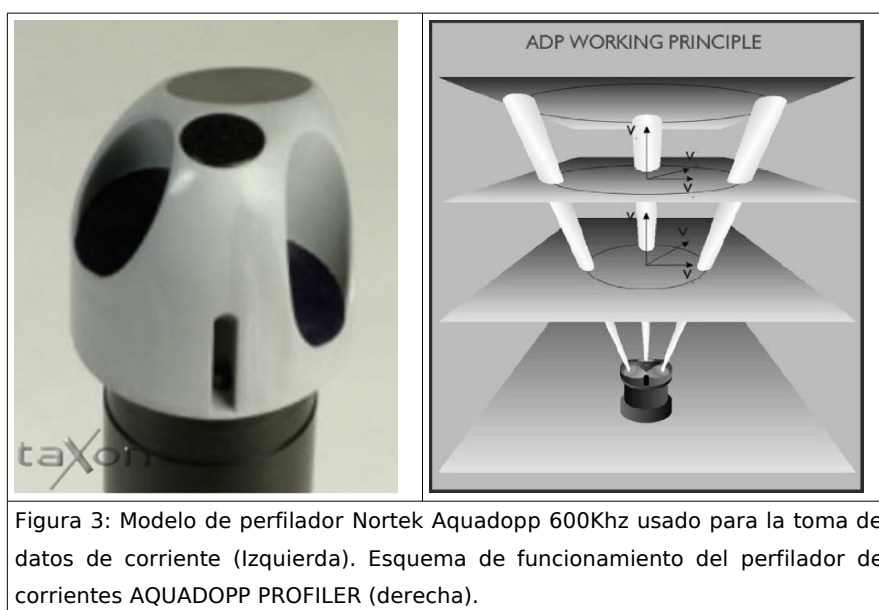 ADP WORKING PRINCIPLE
V
V
V
V
V
V
taXon
Figura 3: Modelo de perfilador Nortek Aquadopp 600Khz usado para la toma de
datos de corriente (Izquierda). Esquema de funcionamiento del perfilador de
corrientes AQUADOPP PROFILER (derecha).